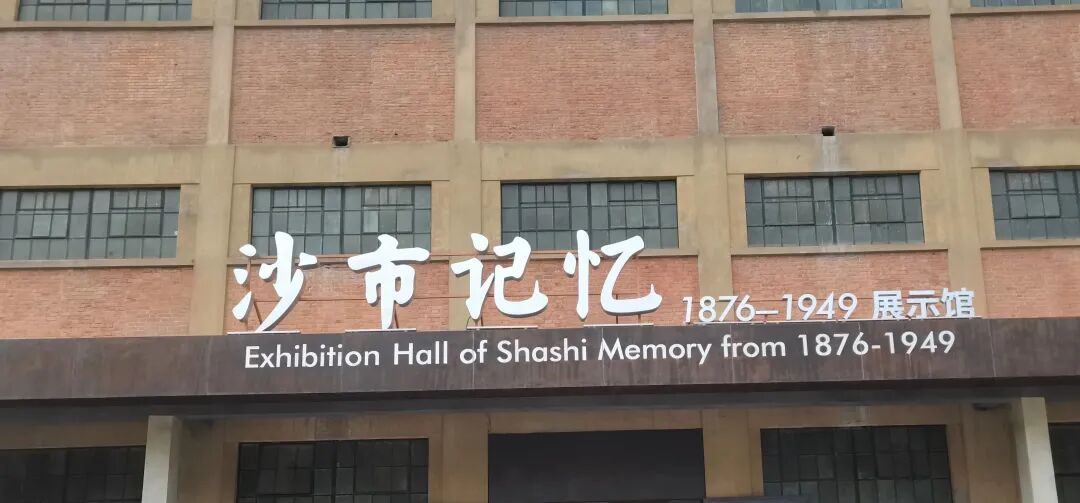 沙市记忆 1876—1949 展示馆
Exhibition Hall of Shashi Memory from 1876-1949